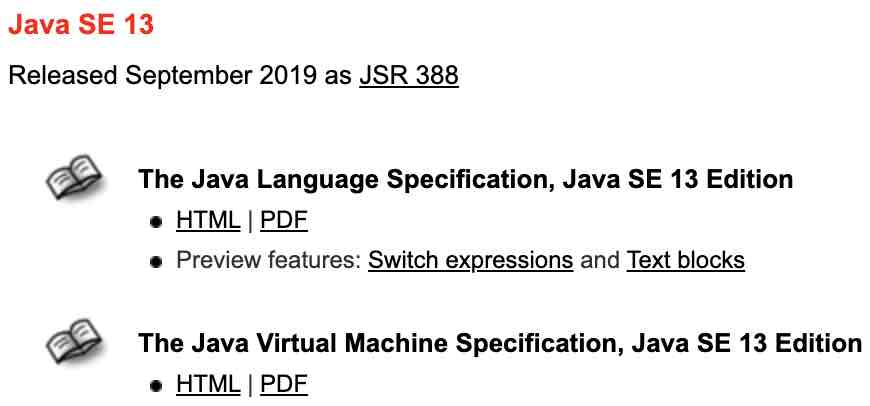 Java SE 13
Released September 2019 as JSR 388
The Java Language Specification, Java SE 13 Edition
HTML | PDF
Preview features: Switch expressions and Text blocks
The Java Virtual Machine Specification, Java SE 13 Edition
HTML | PDF